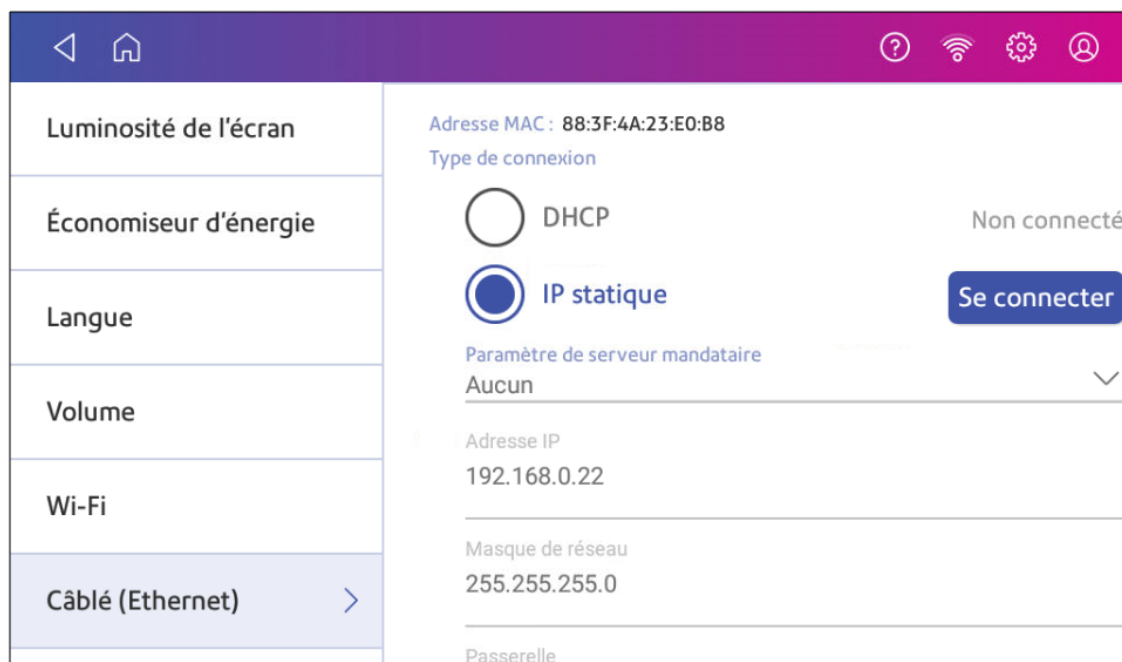 Luminosité de l'écran
Économiseur d'énergie
Langue
Volume
Wi-Fi
Câblé (Ethernet)
Adresse MAC : 88:3F:4A:23:E0:B8
Type de connexion
DHCP
Non connecté
IP statique
Se connecter
Paramètre de serveur mandataire
Aucun
Adresse IP
192.168.0.22
Masque de réseau
255.255.255.0
Passerelle